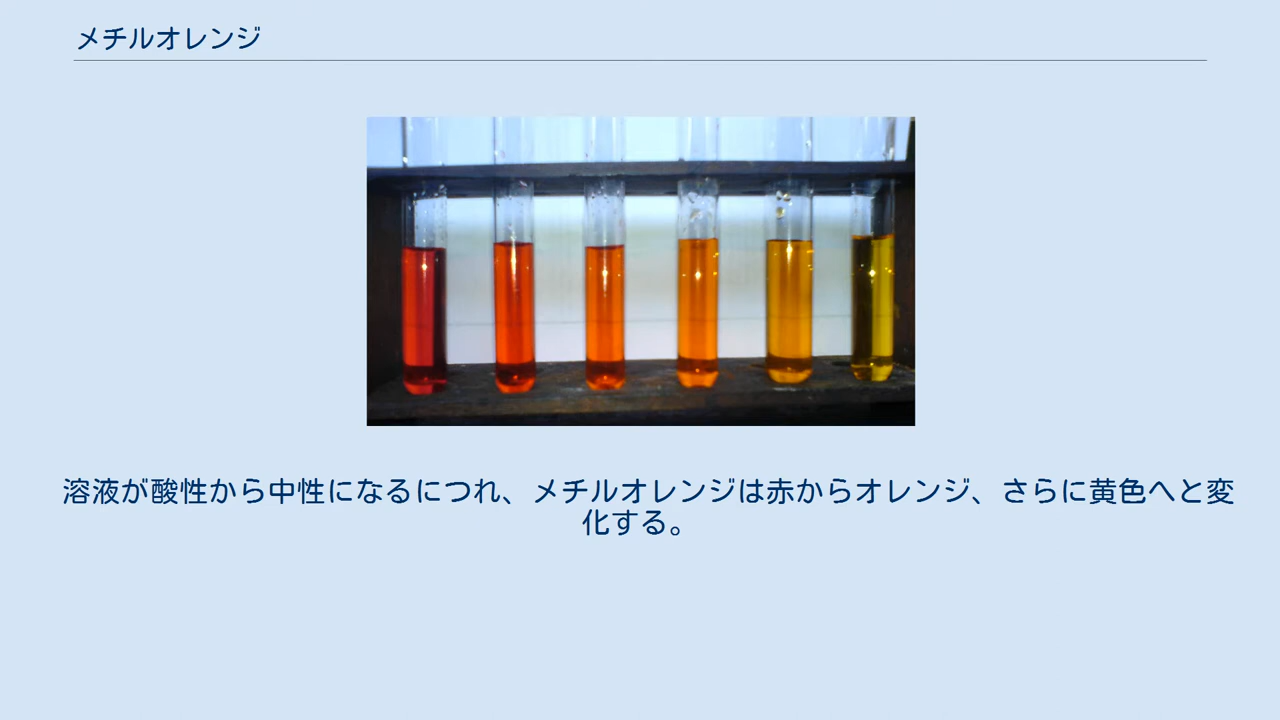 メチルオレンジ
溶液が酸性から中性になるにつれ、メチルオレンジは赤からオレンジ、さらに黄色へと変
化する。